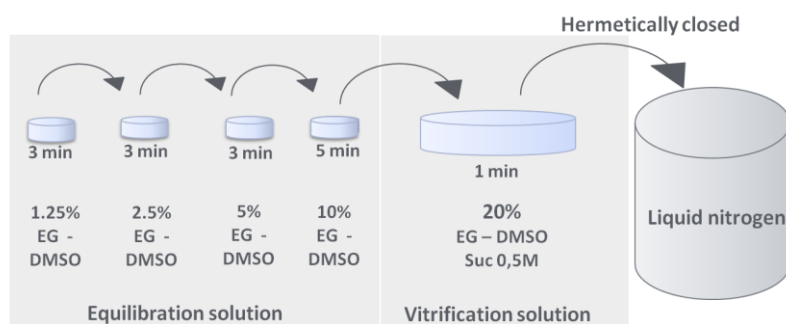 Hermetically closed
3 min
3 min
3 min
5 min
1 min
1.25%
EG -
DMSO
2.5%
EG -
DMSO
5%
EG -
DMSO
10%
EG -
DMSO
20%
EG – DMSO
Suc 0,5M
Liquid nitrogen
Equilibration solution
Vitrification solution